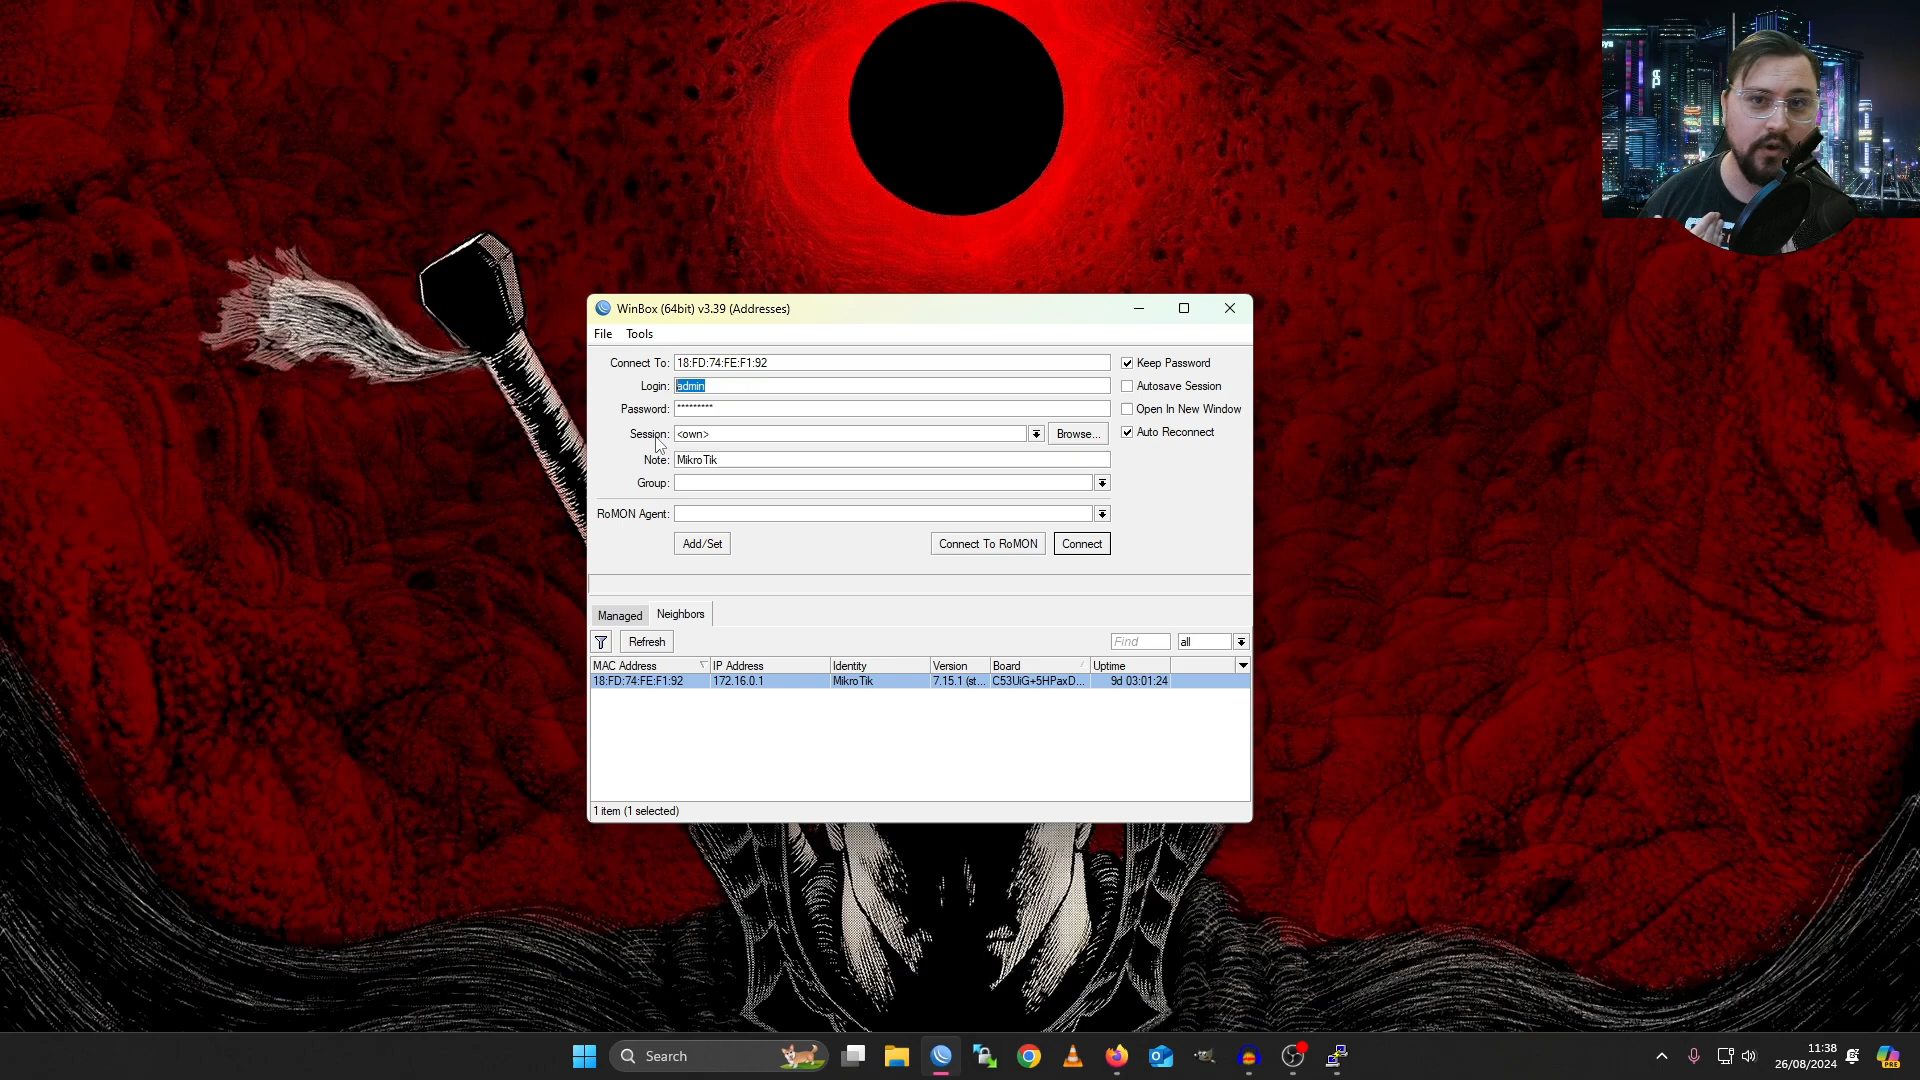 WinBox (64bit) v3.39 (Addresses)
File Tools
Connect To: 18:FD:74:FE:F1:92
Keep Password
Login: admin
Autosave Session
Password: *********
Open In New Window
Session: <own>
Browse...
Auto Reconnect
Note: MikroTik
Group:
RoMON Agent:
Add/Set
Connect To RoMON
Connect
Managed
Neighbors
Refresh
Find
all
MAC Address IP Address Identity Version Board Uptime
18:FD:74:FE:F1:92 172.16.0.1 MikroTik 7.15.1 (st... C53UiG+5HPaxD... 9d 03:01:24
1 item (1 selected)
Search
11:38
26/08/2024
PRE